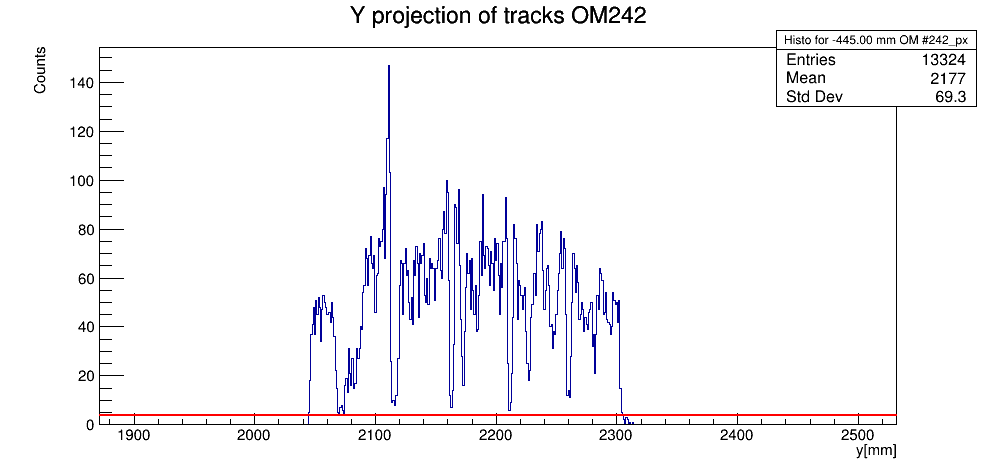 Y projection of tracks OM242
Histo for -445.00 mm OM #242_px
Entries 13324
Mean 2177
Std Dev 69.3
Counts
140
120
100
80
60
40
20
0
1900 2000 2100 2200 2300 2400 2500
y[mm]